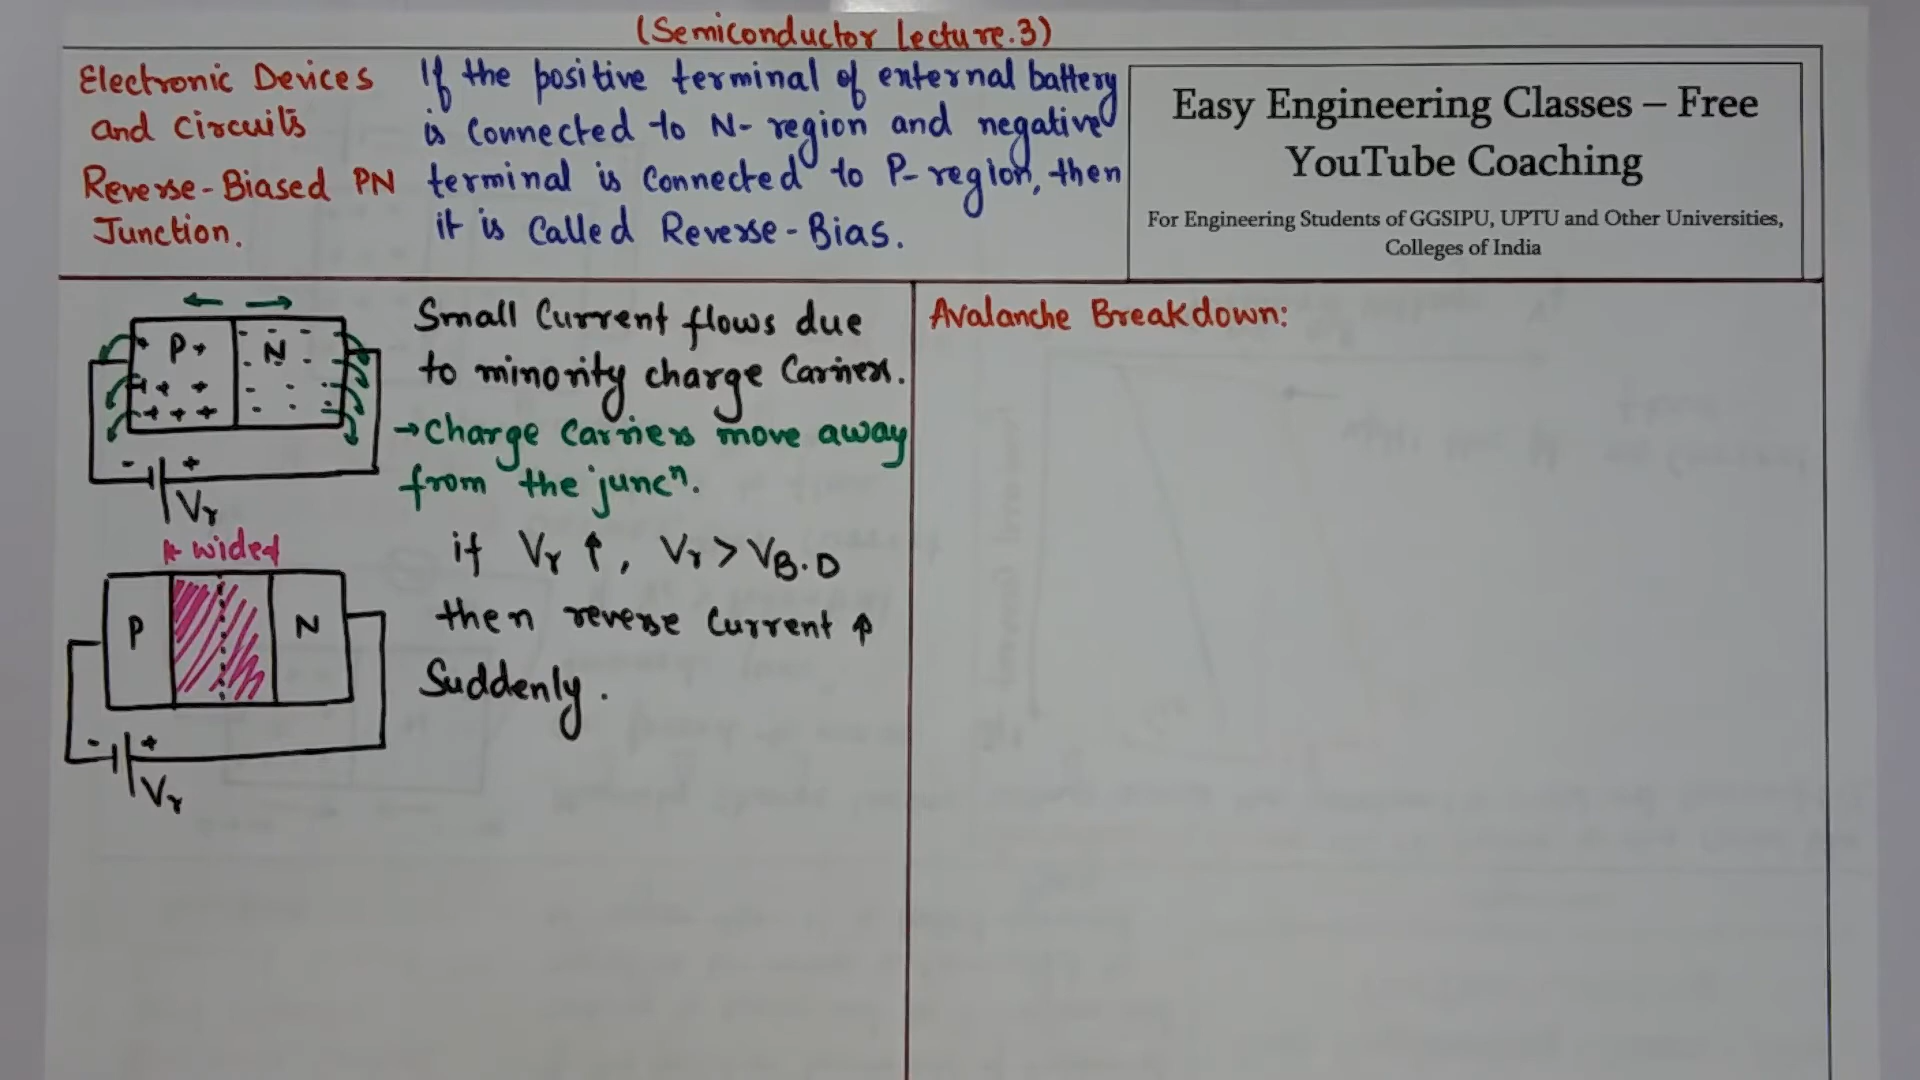 (Semiconductor Lecture.3)
Electronic Devices
and Circuits
Reverse-Biased PN
Junction.
If the positive terminal of external battery
is Connected to N- region and negative
terminal is Connected to P- region, then
it is Called Reverse-Bias.
Easy Engineering Classes – Free
YouTube Coaching
For Engineering Students of GGSIPU, UPTU and Other Universities,
Colleges of India
P
N
- +
Vr
Small Current flows due
to minority charge Carriers.
→ Charge Carriers move away
from the juncⁿ.
wided
P
N
- +
Vr
if Vr ↑, Vr > VB.D
then reverse Current ↑
Suddenly.
Avalanche Breakdown: